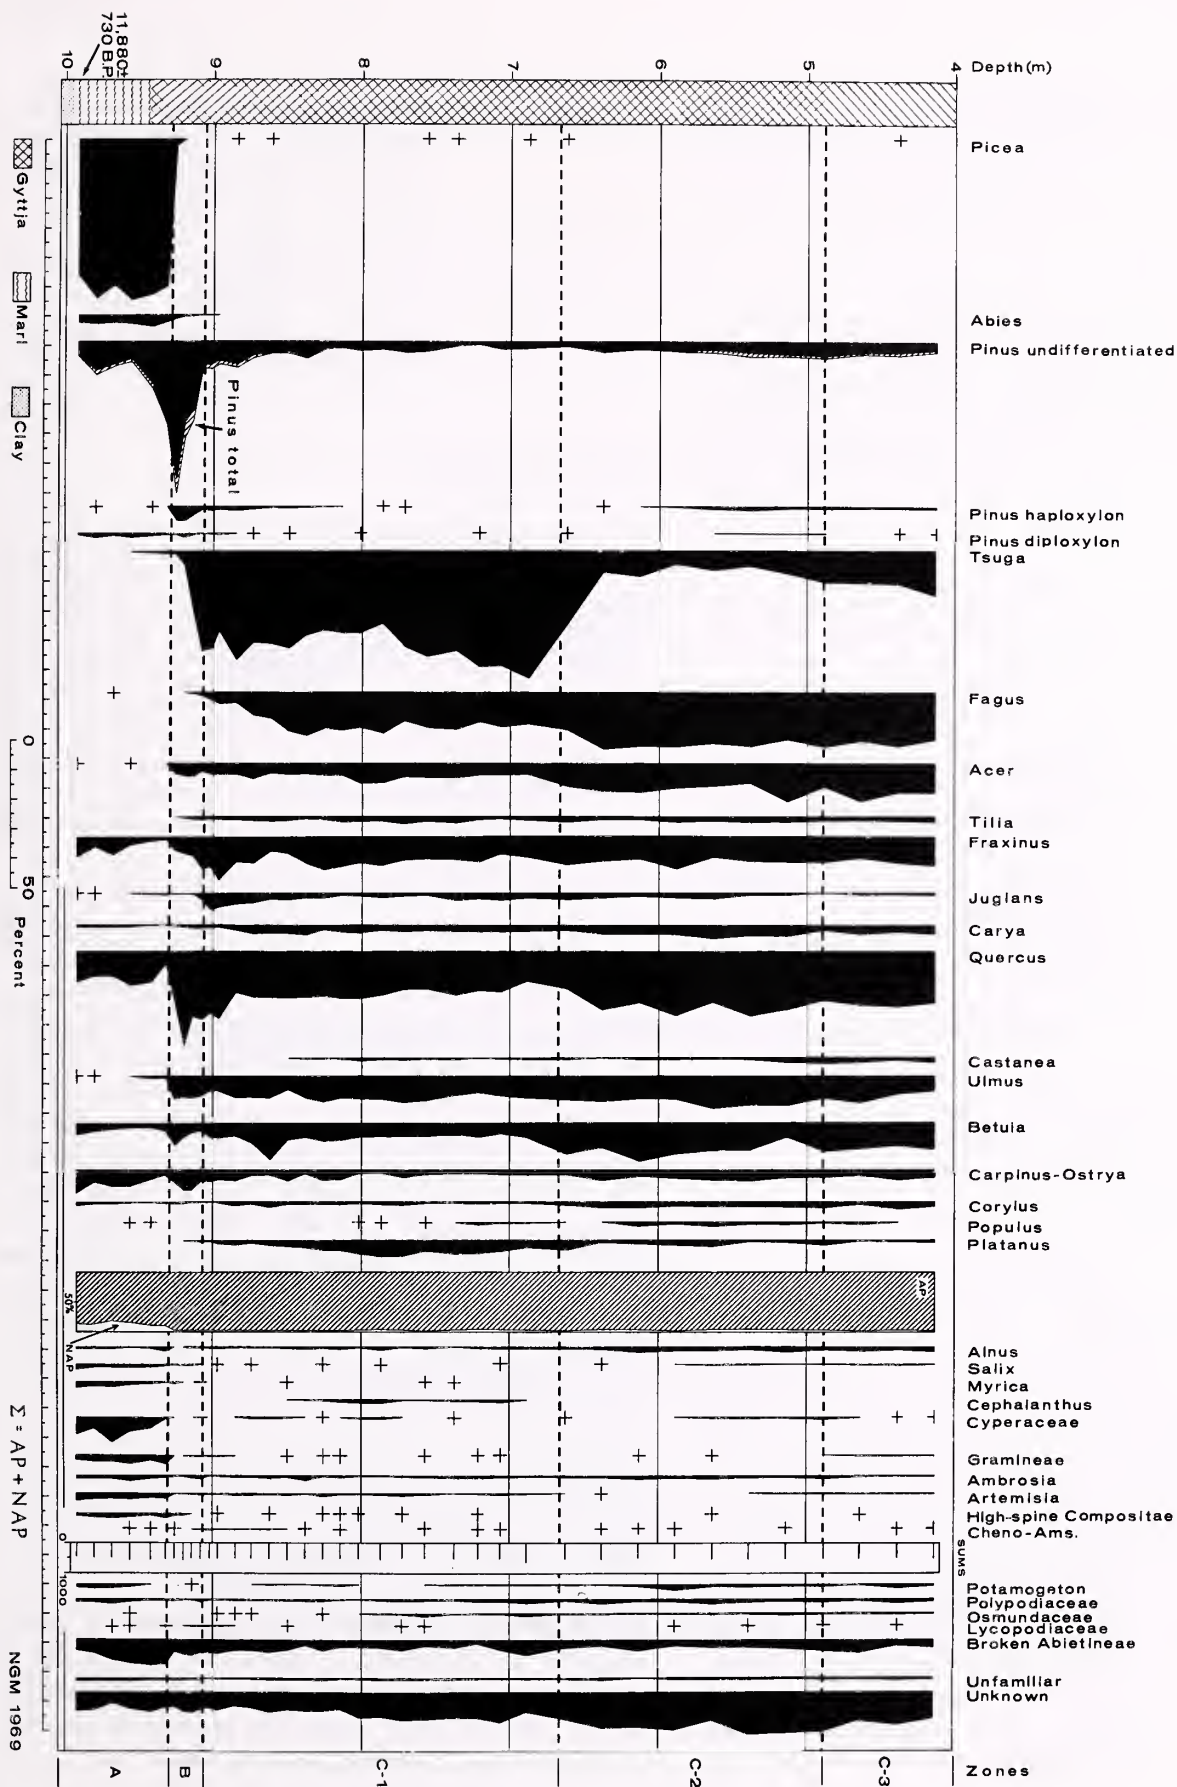 Depth(m)
4
5
6
7
8
9
10
11,880±
730 B.P.
Picea
Abies
Pinus undifferentiated
Pinus total
Pinus haploxylon
Pinus diploxylon
Tsuga
Fagus
Acer
Tilia
Fraxinus
Juglans
Carya
Quercus
Castanea
Ulmus
Betula
Carpinus-Ostrya
Corylus
Populus
Platanus
AP
50%
NAP
Alnus
Salix
Myrica
Cephalanthus
Cyperaceae
Gramineae
Ambrosia
Artemisia
High-spine Compositae
Cheno-Ams.
SUMS
0
1000
Potamogeton
Polypodiaceae
Osmundaceae
Lycopodiaceae
Broken Abietineae
Unfamiliar
Unknown
Zones
A
B
C-1
C-2
C-3
Gyttja
Marl
Clay
0
50
Percent
Σ = AP + NAP
NGM 1969